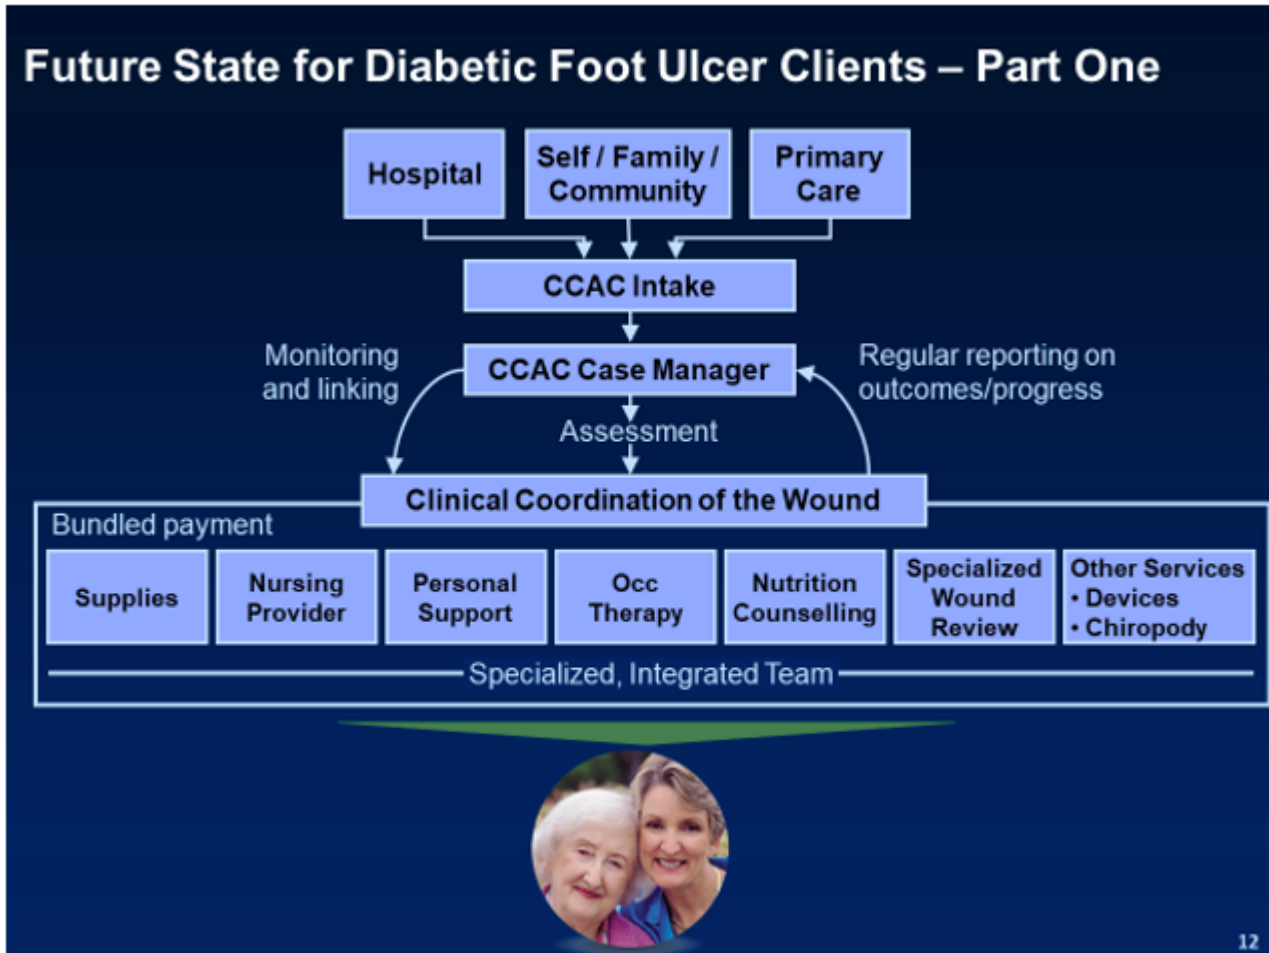 Future State for Diabetic Foot Ulcer Clients – Part One
Hospital
Self / Family /
Community
Primary
Care
CCAC Intake
Monitoring
and linking
CCAC Case Manager
Regular reporting on
outcomes/progress
Assessment
Clinical Coordination of the Wound
Bundled payment
Supplies
Nursing
Provider
Personal
Support
Occ
Therapy
Nutrition
Counselling
Specialized
Wound
Review
Other Services
• Devices
• Chiropody
Specialized, Integrated Team
12